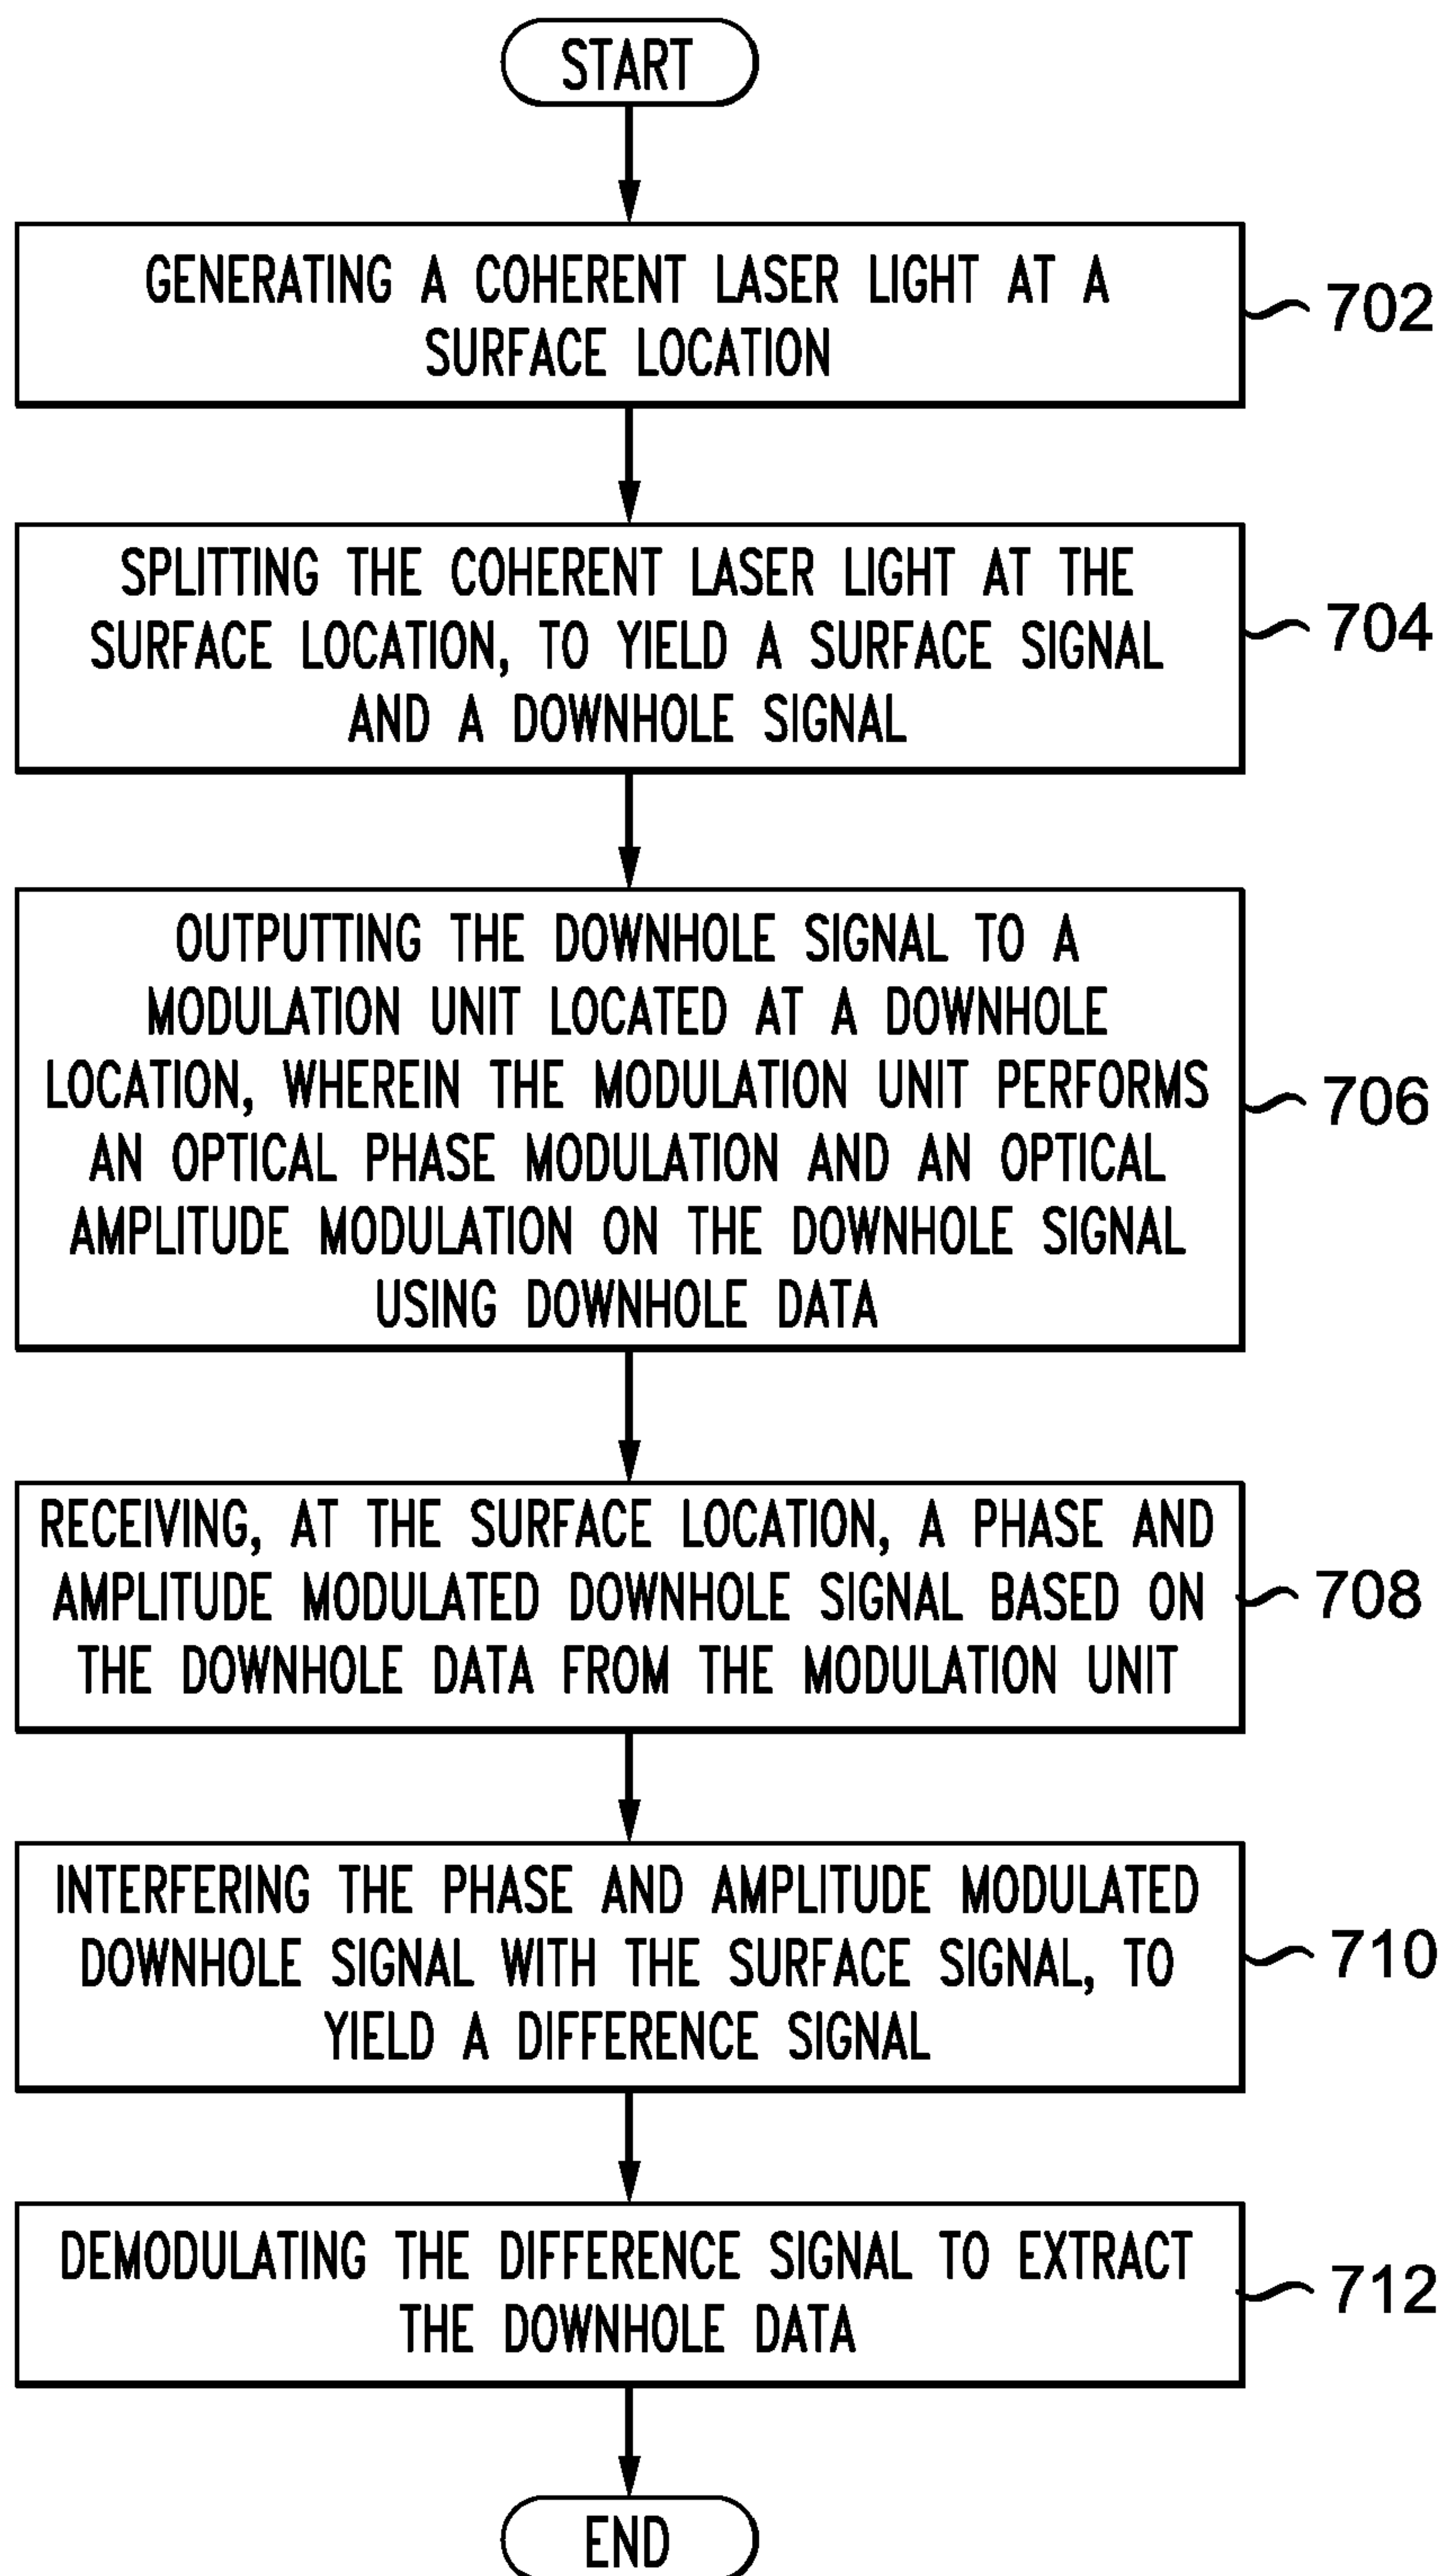 START
GENERATING A COHERENT LASER LIGHT AT A
SURFACE LOCATION
702
SPLITTING THE COHERENT LASER LIGHT AT THE
SURFACE LOCATION, TO YIELD A SURFACE SIGNAL
AND A DOWNHOLE SIGNAL
704
OUTPUTTING THE DOWNHOLE SIGNAL TO A
MODULATION UNIT LOCATED AT A DOWNHOLE
LOCATION, WHEREIN THE MODULATION UNIT PERFORMS
AN OPTICAL PHASE MODULATION AND AN OPTICAL
AMPLITUDE MODULATION ON THE DOWNHOLE SIGNAL
USING DOWNHOLE DATA
706
RECEIVING, AT THE SURFACE LOCATION, A PHASE AND
AMPLITUDE MODULATED DOWNHOLE SIGNAL BASED ON
THE DOWNHOLE DATA FROM THE MODULATION UNIT
708
INTERFERING THE PHASE AND AMPLITUDE MODULATED
DOWNHOLE SIGNAL WITH THE SURFACE SIGNAL, TO
YIELD A DIFFERENCE SIGNAL
710
DEMODULATING THE DIFFERENCE SIGNAL TO EXTRACT
THE DOWNHOLE DATA
712
END